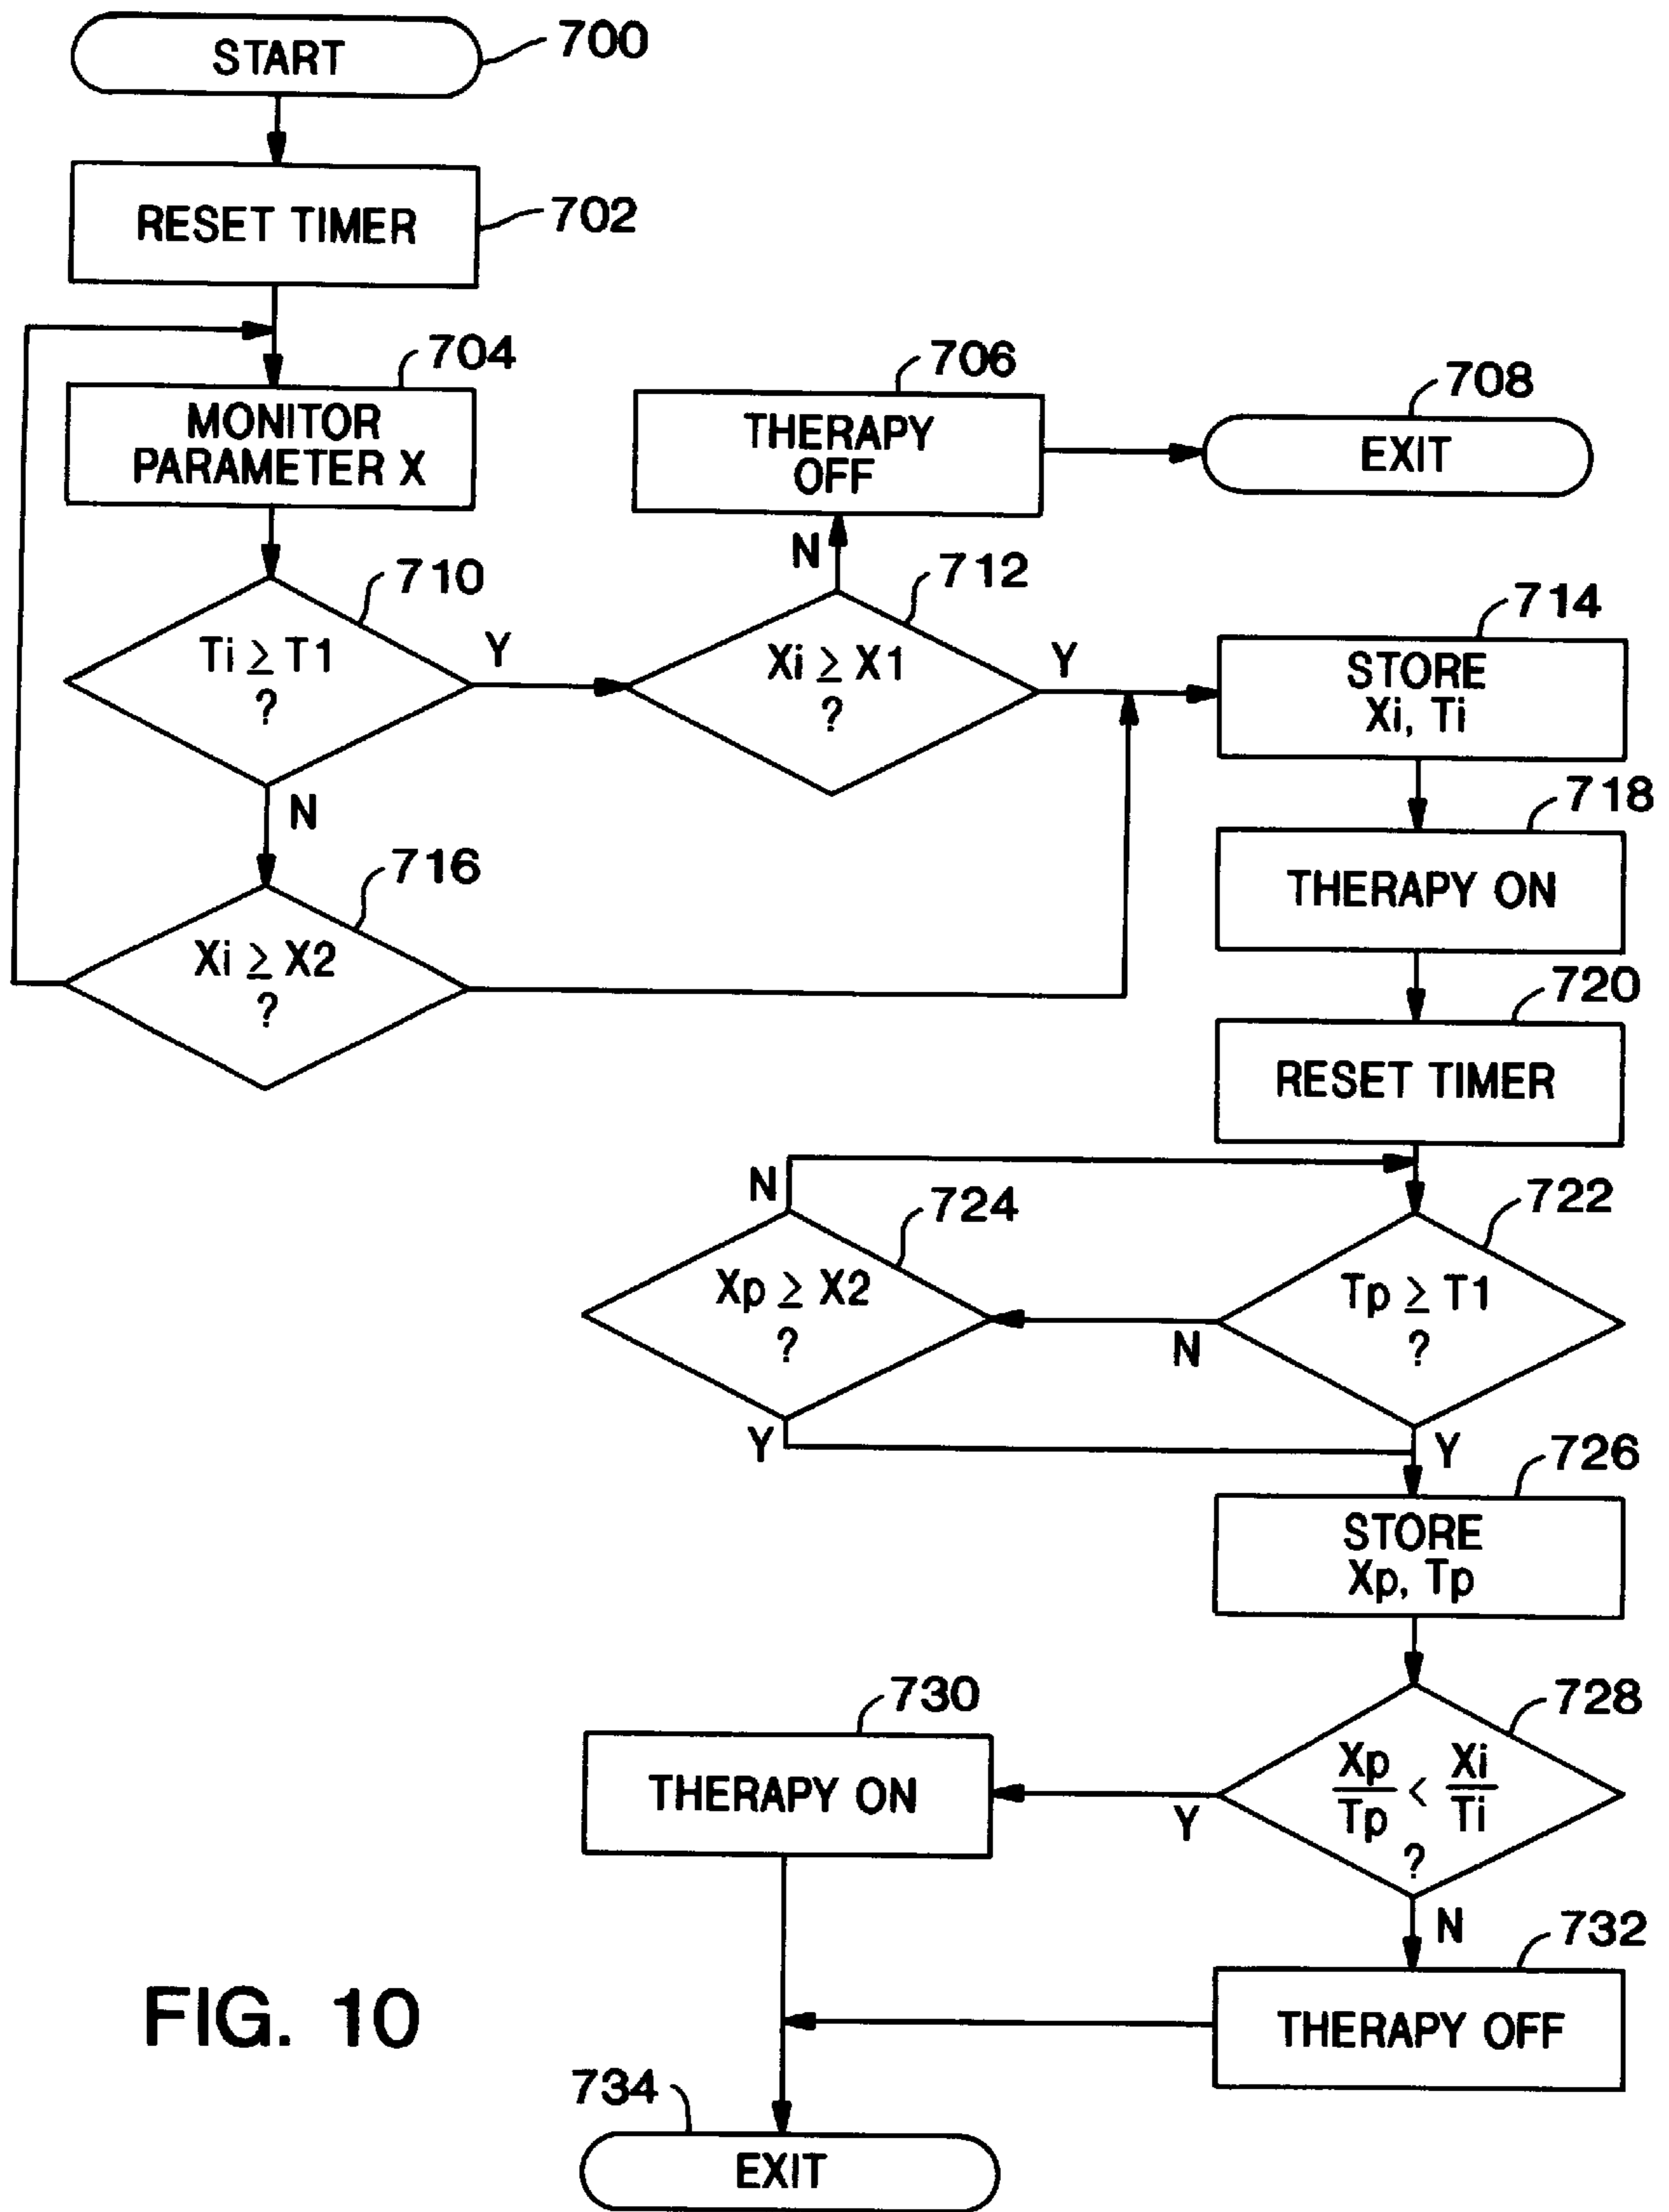 START
700
RESET TIMER
702
704
MONITOR
PARAMETER X
706
THERAPY
OFF
708
EXIT
710
Ti ≥ T1
?
Y
N
N
712
Xi ≥ X1
?
Y
714
STORE
Xi, Ti
716
Xi ≥ X2
?
718
THERAPY ON
720
RESET TIMER
722
Tp ≥ T1
?
N
Y
724
N
Xp ≥ X2
?
Y
726
STORE
Xp, Tp
728
Xp/Tp < Xi/Ti
?
Y
N
730
THERAPY ON
732
THERAPY OFF
734
EXIT
FIG. 10